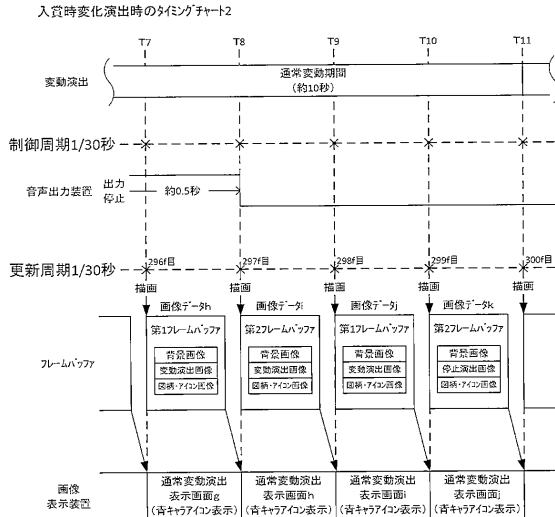 入賞時変化演出時のタイミングチャート2
T7 T8 T9 T10 T11
変動演出
通常変動期間
(約10秒)
制御周期1/30秒
音声出力装置
出力
停止
約0.5秒
更新周期1/30秒
296f目 297f目 298f目 299f目 300f目
描画 描画 描画 描画 描画
画像データh 画像データi 画像データj 画像データk
フレームバッファ
第1フレームバッファ 第2フレームバッファ 第1フレームバッファ 第2フレームバッファ
背景画像 背景画像 背景画像 背景画像
変動演出画像 変動演出画像 変動演出画像 停止演出画像
図柄・アイコン画像 図柄・アイコン画像 図柄・アイコン画像 図柄・アイコン画像
画像
表示装置
通常変動演出 通常変動演出 通常変動演出 通常変動演出
表示画面g 表示画面h 表示画面i 表示画面j
(青キャラアイコン表示) (青キャラアイコン表示) (青キャラアイコン表示) (青キャラアイコン表示)